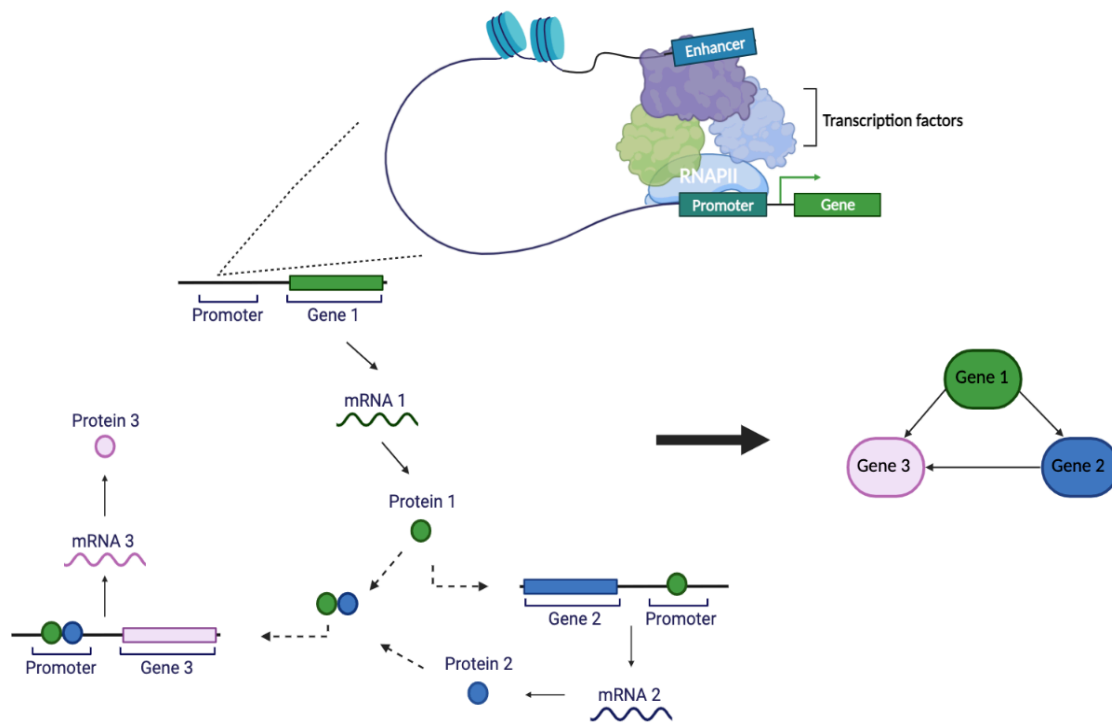 Enhancer
Transcription factors
RNAPII
Promoter
Gene
Promoter
Gene 1
mRNA 1
Protein 3
Protein 1
mRNA 3
Gene 2
Promoter
Promoter
Gene 3
Protein 2
mRNA 2
Gene 1
Gene 3
Gene 2